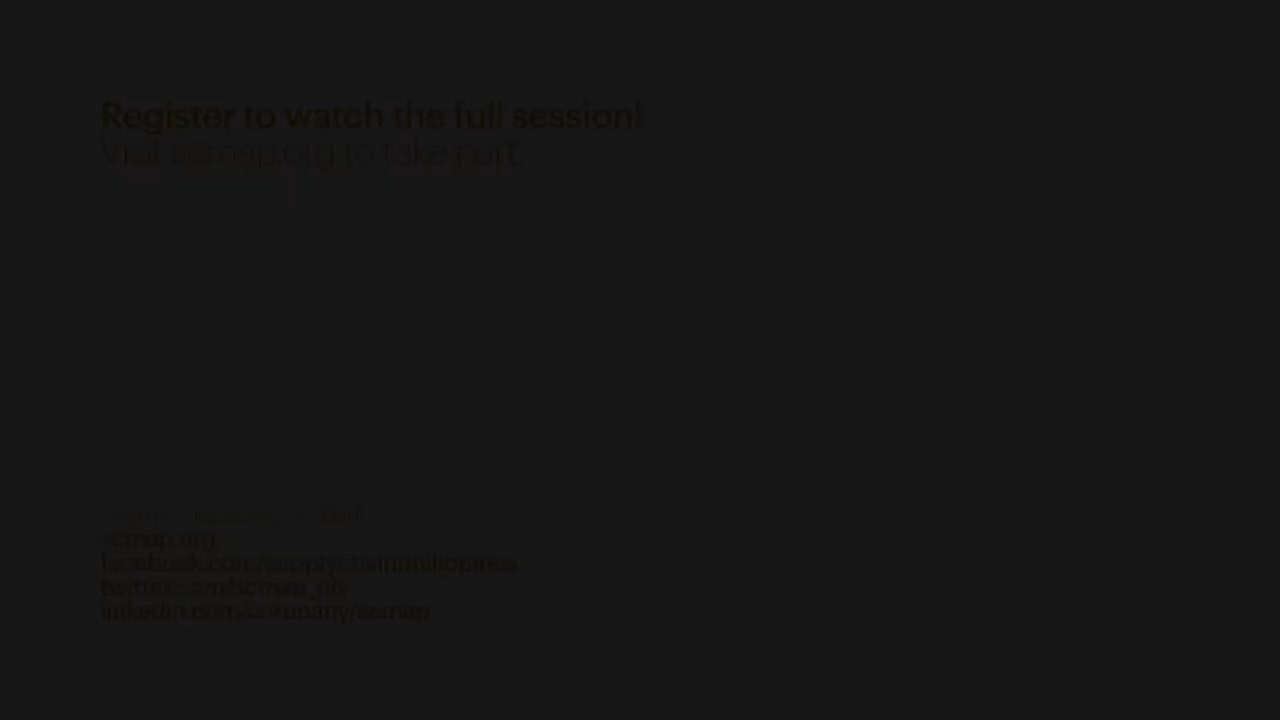 Register to watch the full session!
Visit scmap.org to take part
scmap.org
facebook.com/supplychainphilippines
twitter.com/scmap_ph
linkedin.com/company/scmap